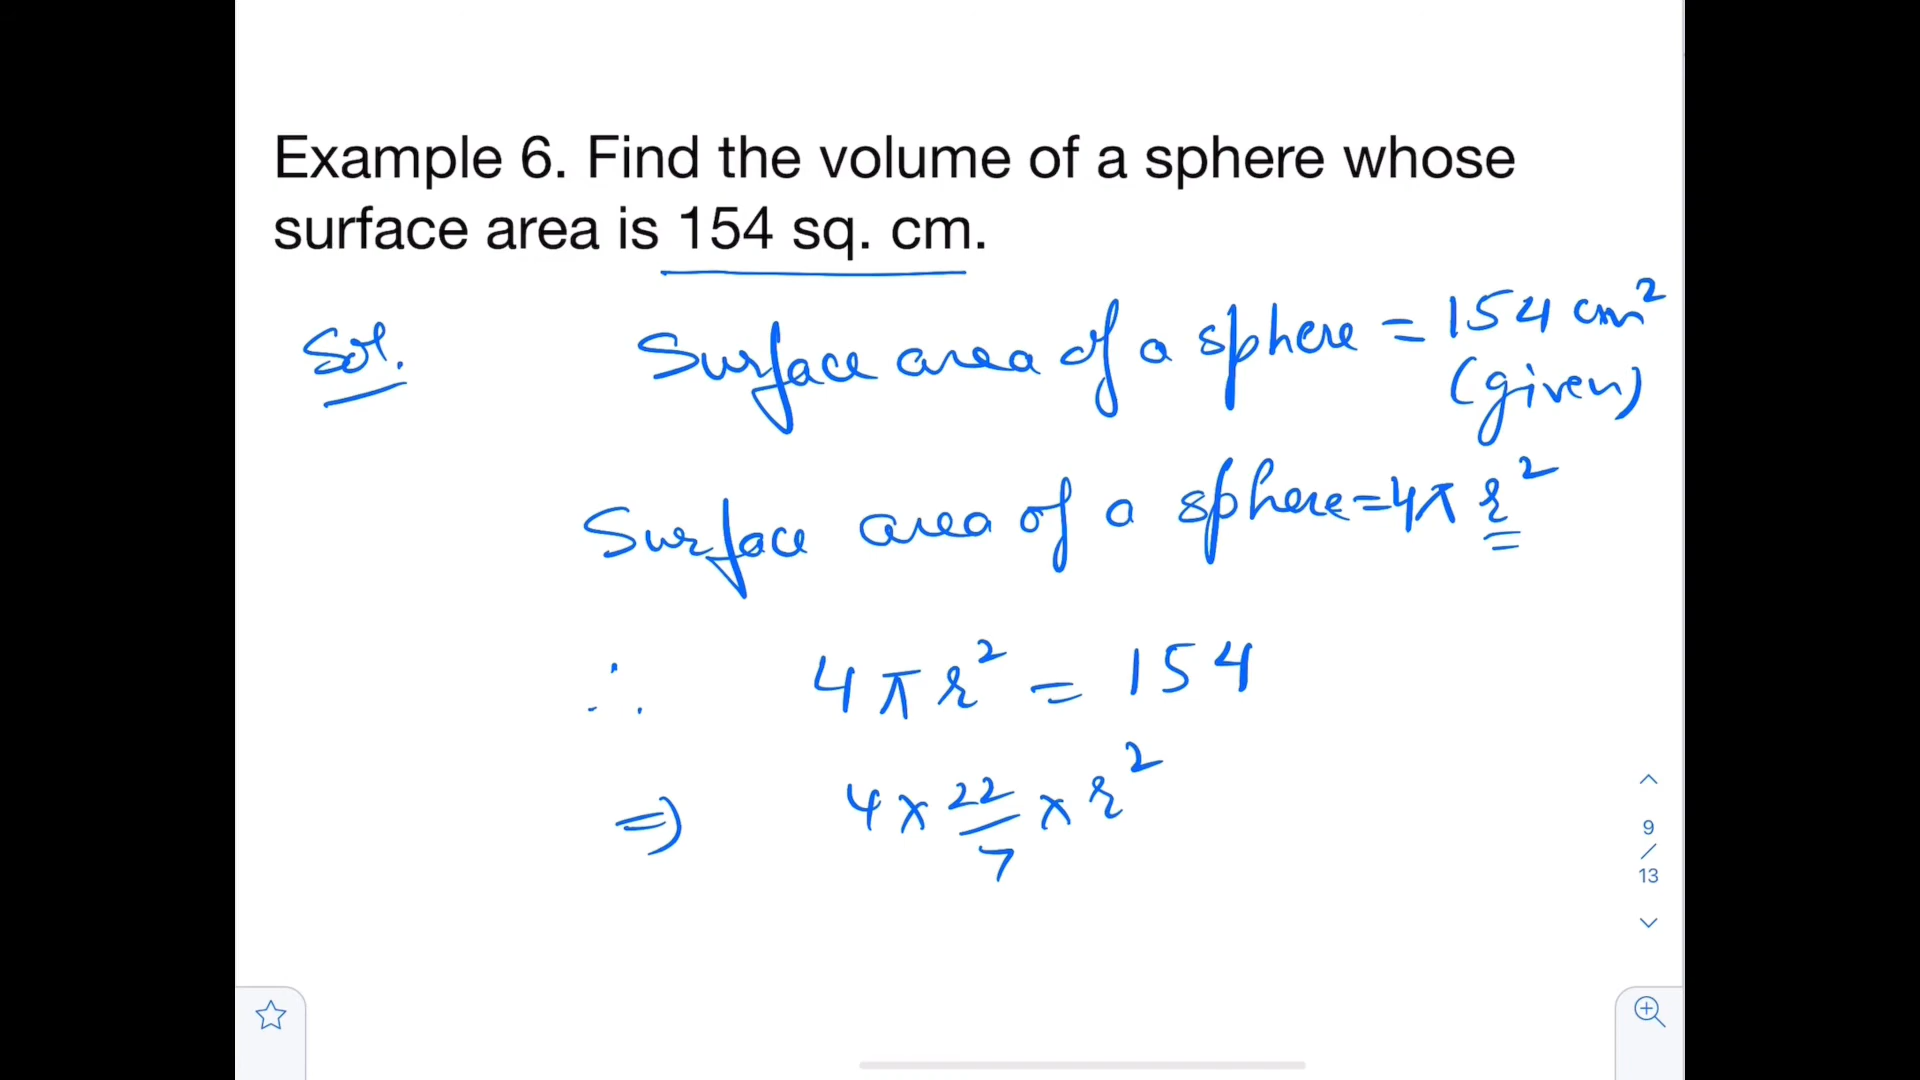 Example 6. Find the volume of a sphere whose
surface area is 154 sq. cm.
Sol. Surface area of a sphere = 154 cm²
(given)
Surface area of a sphere = 4π r²
∴ 4 π r² = 154
⇒ 4 × 22/7 × r²
9
/
13